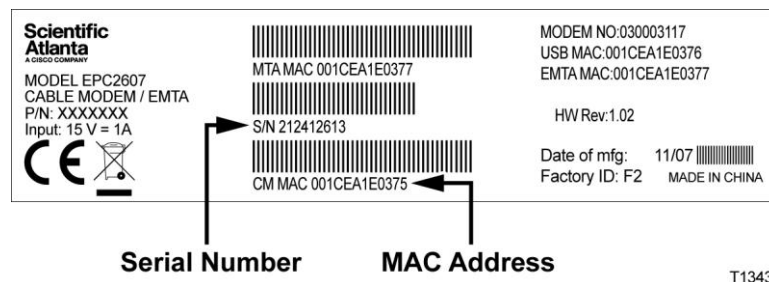 Scientific
Atlanta
A CISCO COMPANY
MODEL EPC2607
CABLE MODEM / EMTA
P/N: XXXXXXX
Input: 15 V = 1A
CE
MTA MAC 001CEA1E0377
S/N 212412613
CM MAC 001CEA1E0375
MODEM NO:030003117
USB MAC:001CEA1E0376
EMTA MAC:001CEA1E0377
HW Rev:1.02
Date of mfg: 11/07
Factory ID: F2 MADE IN CHINA
Serial Number
MAC Address
T1343